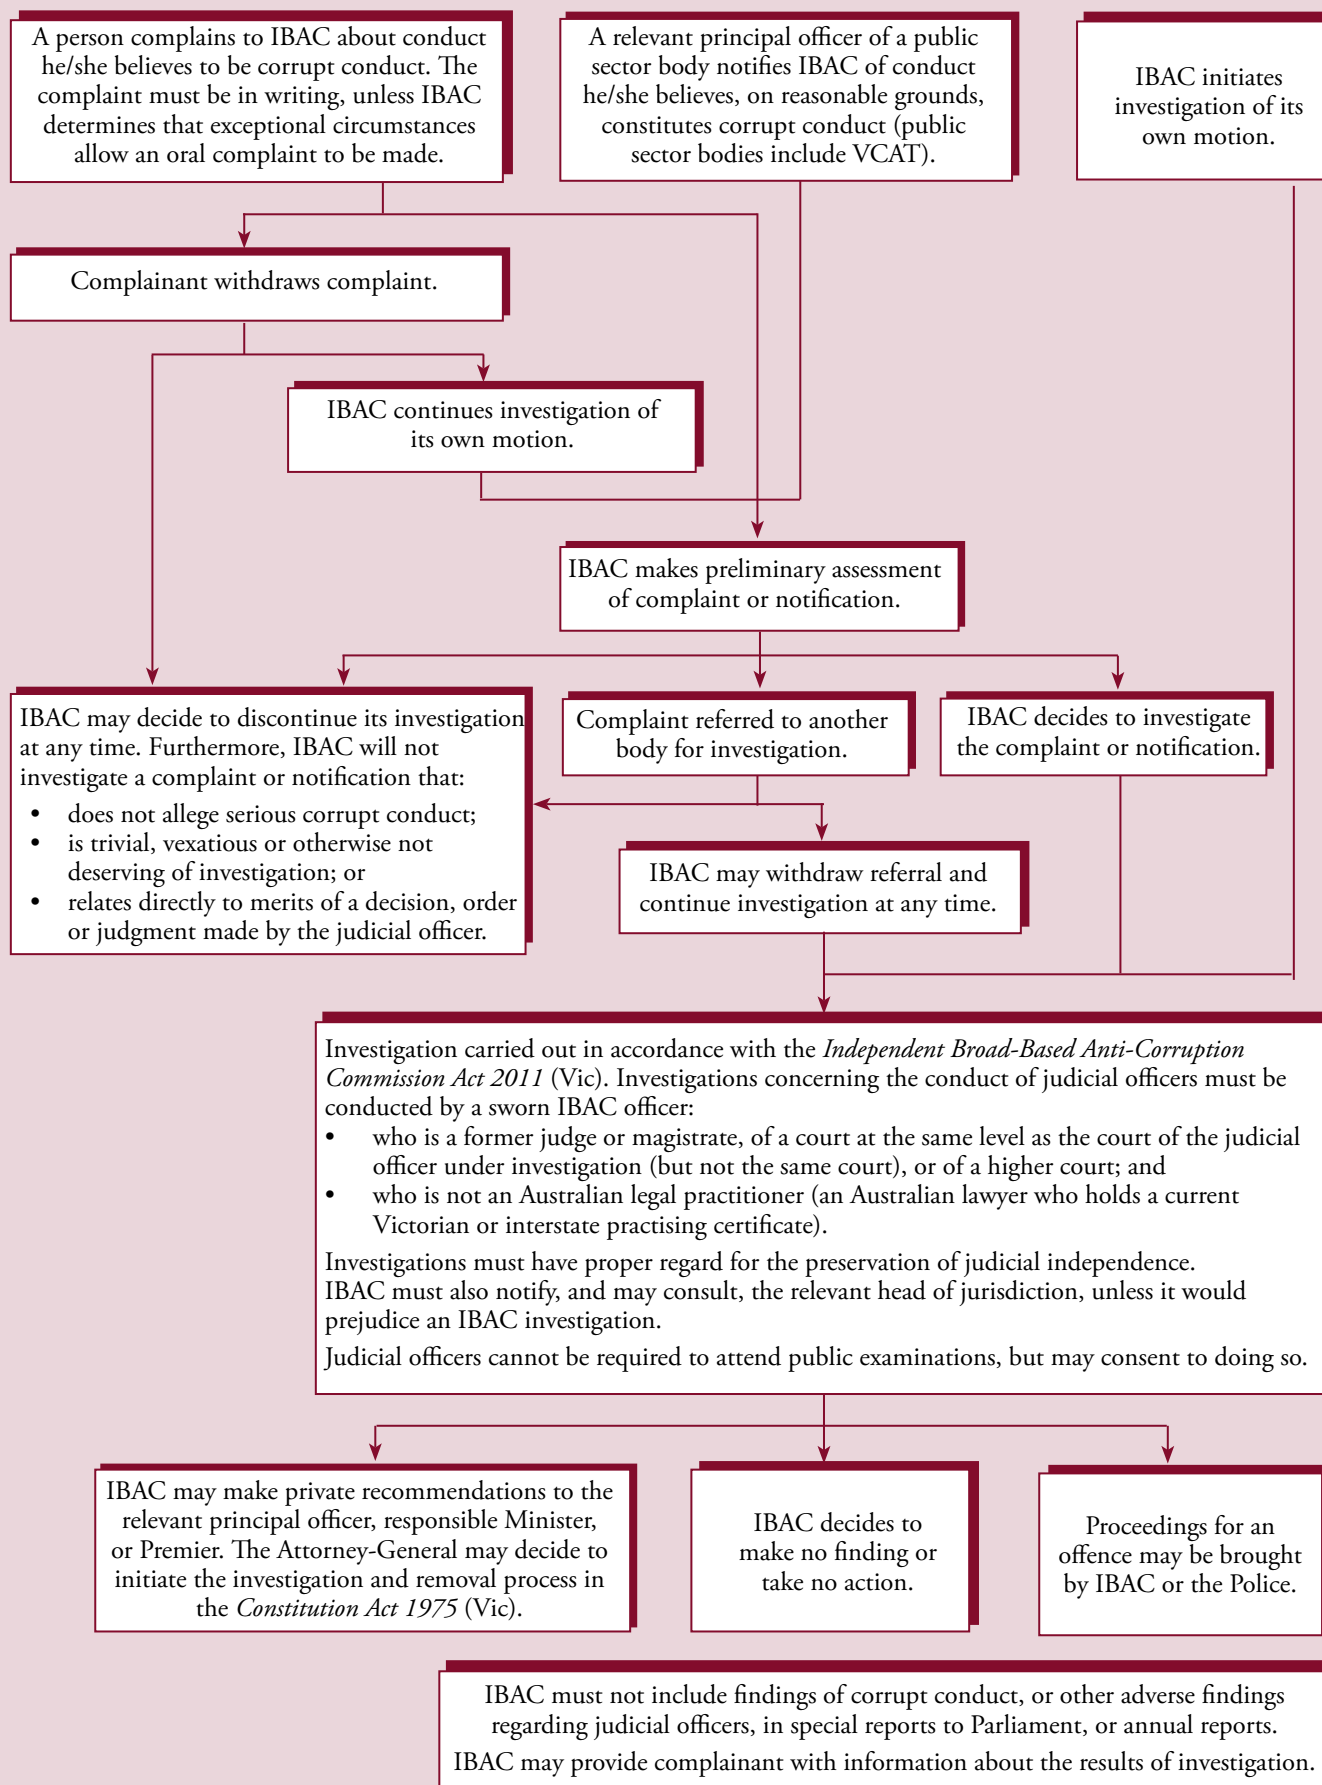 A person complains to IBAC about conduct
he/she believes to be corrupt conduct. The
complaint must be in writing, unless IBAC
determines that exceptional circumstances
allow an oral complaint to be made.
A relevant principal officer of a public
sector body notifies IBAC of conduct
he/she believes, on reasonable grounds,
constitutes corrupt conduct (public
sector bodies include VCAT).
IBAC initiates
investigation of its
own motion.
Complainant withdraws complaint.
IBAC continues investigation of
its own motion.
IBAC makes preliminary assessment
of complaint or notification.
IBAC may decide to discontinue its investigation
at any time. Furthermore, IBAC will not
investigate a complaint or notification that:
• does not allege serious corrupt conduct;
• is trivial, vexatious or otherwise not
deserving of investigation; or
• relates directly to merits of a decision, order
or judgment made by the judicial officer.
Complaint referred to another
body for investigation.
IBAC decides to investigate
the complaint or notification.
IBAC may withdraw referral and
continue investigation at any time.
Investigation carried out in accordance with the Independent Broad-Based Anti-Corruption
Commission Act 2011 (Vic). Investigations concerning the conduct of judicial officers must be
conducted by a sworn IBAC officer:
• who is a former judge or magistrate, of a court at the same level as the court of the judicial
officer under investigation (but not the same court), or of a higher court; and
• who is not an Australian legal practitioner (an Australian lawyer who holds a current
Victorian or interstate practising certificate).
Investigations must have proper regard for the preservation of judicial independence.
IBAC must also notify, and may consult, the relevant head of jurisdiction, unless it would
prejudice an IBAC investigation.
Judicial officers cannot be required to attend public examinations, but may consent to doing so.
IBAC may make private recommendations to the
relevant principal officer, responsible Minister,
or Premier. The Attorney-General may decide to
initiate the investigation and removal process in
the Constitution Act 1975 (Vic).
IBAC decides to
make no finding or
take no action.
Proceedings for an
offence may be brought
by IBAC or the Police.
IBAC must not include findings of corrupt conduct, or other adverse findings
regarding judicial officers, in special reports to Parliament, or annual reports.
IBAC may provide complainant with information about the results of investigation.